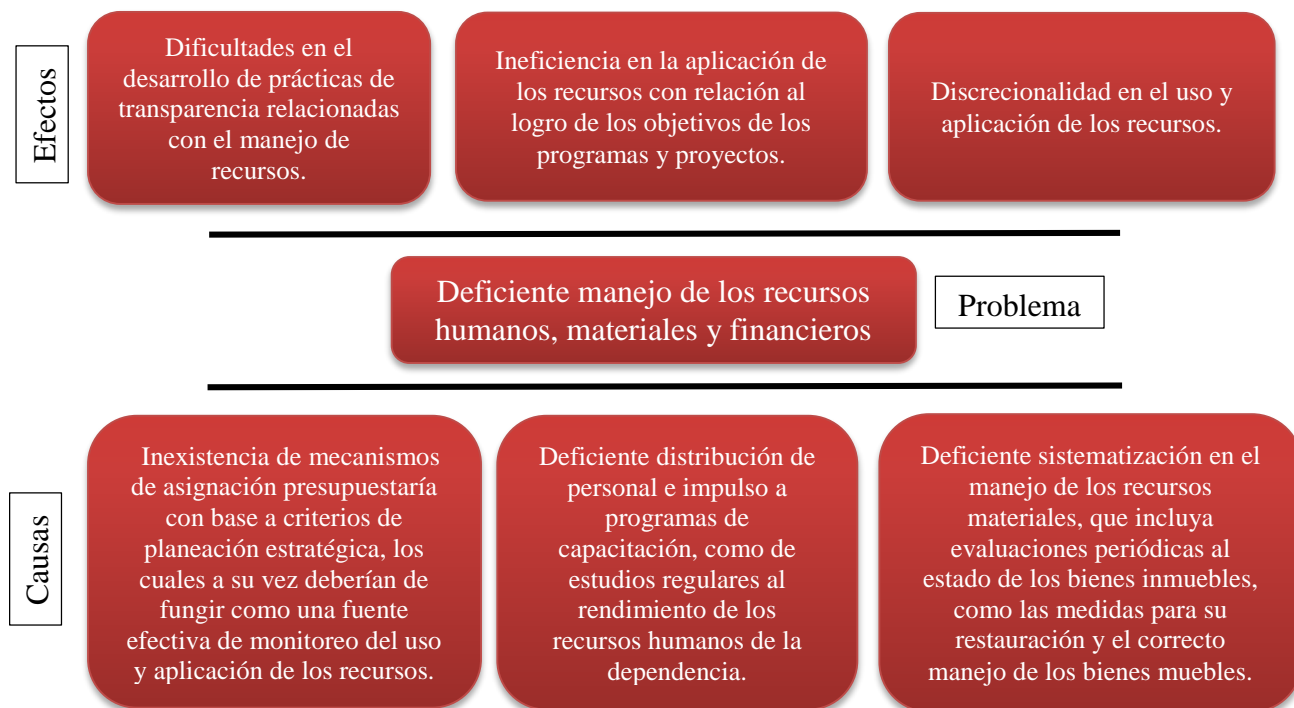 Efectos
Dificultades en el
desarrollo de prácticas de
transparencia relacionadas
con el manejo de
recursos.
Ineficiencia en la aplicación de
los recursos con relación al
logro de los objetivos de los
programas y proyectos.
Discrecionalidad en el uso y
aplicación de los recursos.
Deficiente manejo de los recursos
humanos, materiales y financieros
Problema
Causas
Inexistencia de mecanismos
de asignación presupuestaría
con base a criterios de
planeación estratégica, los
cuales a su vez deberían de
fungir como una fuente
efectiva de monitoreo del uso
y aplicación de los recursos.
Deficiente distribución de
personal e impulso a
programas de
capacitación, como de
estudios regulares al
rendimiento de los
recursos humanos de la
dependencia.
Deficiente sistematización en el
manejo de los recursos
materiales, que incluya
evaluaciones periódicas al
estado de los bienes inmuebles,
como las medidas para su
restauración y el correcto
manejo de los bienes muebles.